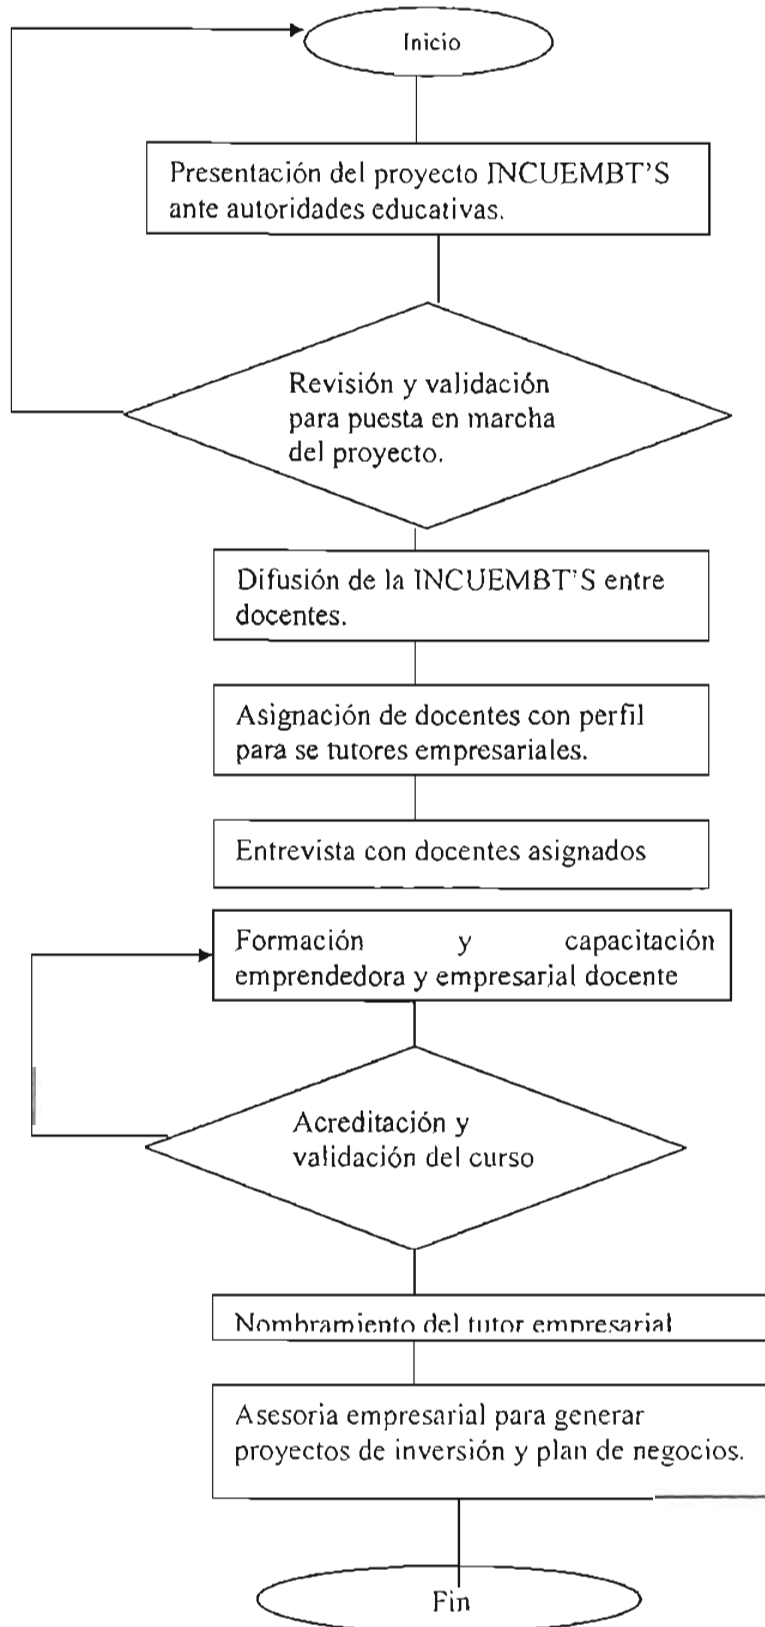 Inicio
Presentación del proyecto INCUEMBT'S
ante autoridades educativas.
Revisión y validación
para puesta en marcha
del proyecto.
Difusión de la INCUEMBT'S entre
docentes.
Asignación de docentes con perfil
para se tutores empresariales.
Entrevista con docentes asignados
Formación y capacitación
emprendedora y empresarial docente
Acreditación y
validación del curso
Nombramiento del tutor empresarial
Asesoria empresarial para generar
proyectos de inversión y plan de negocios.
Fin